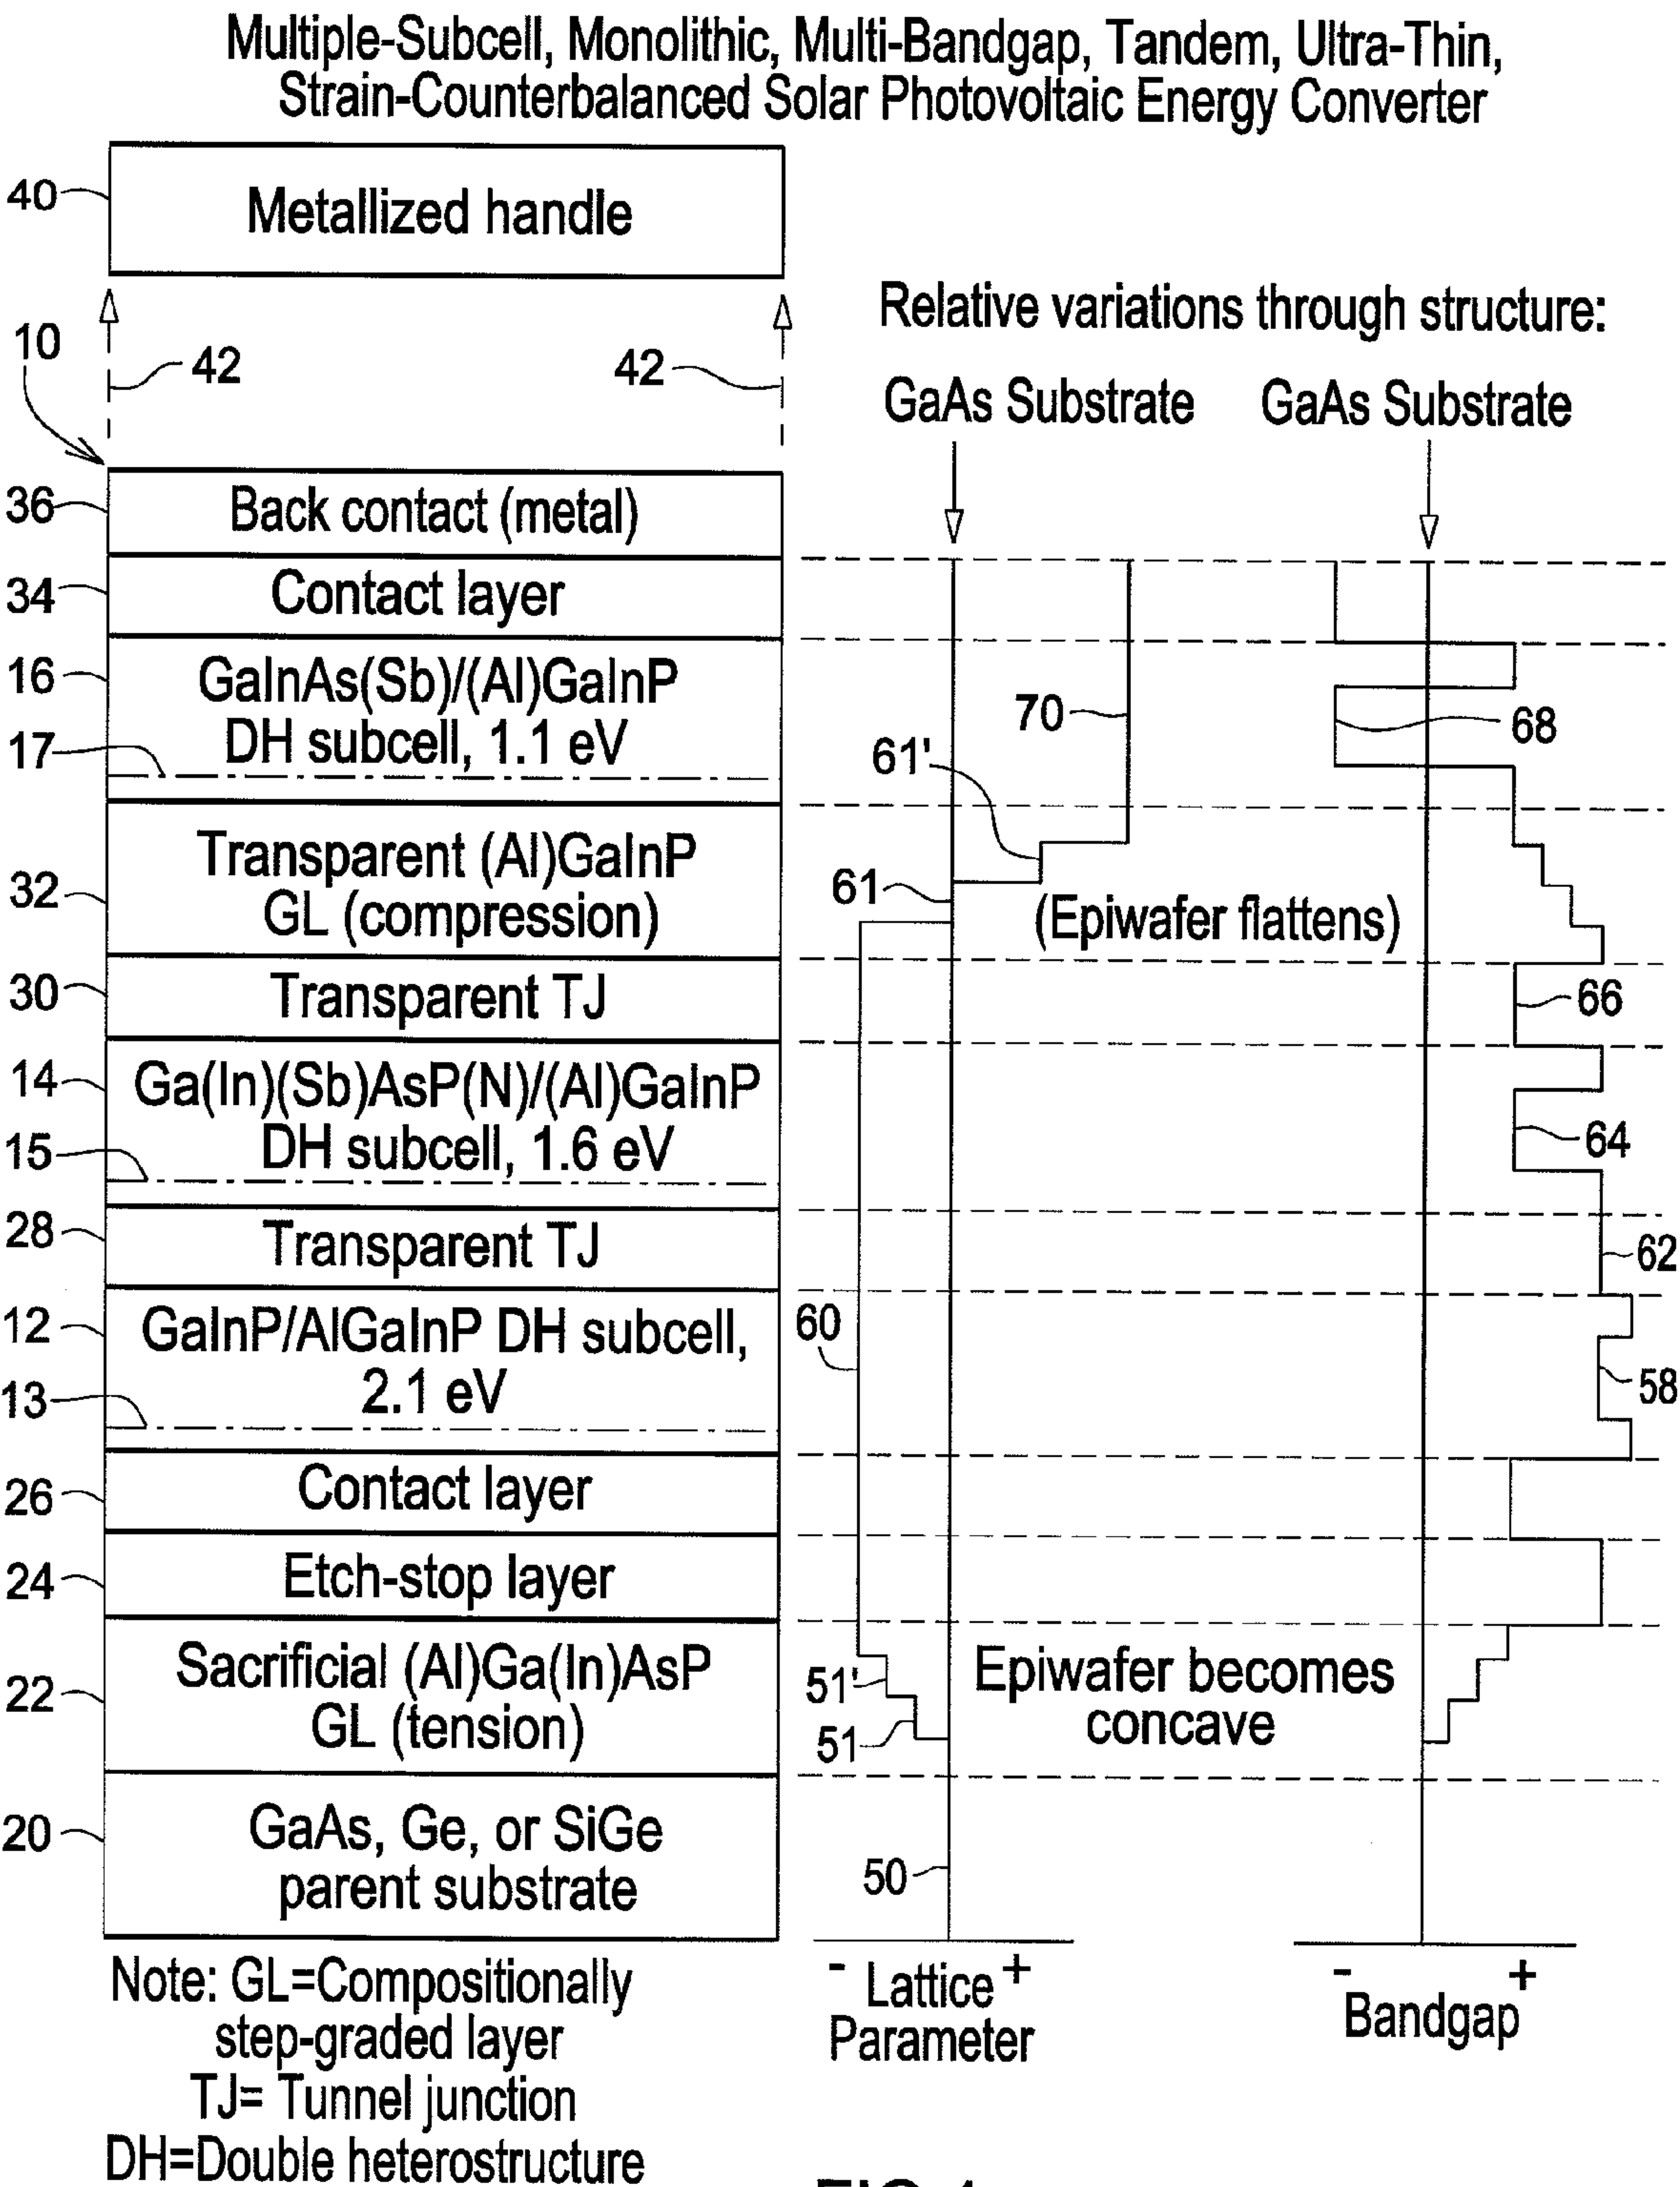 Multiple-Subcell, Monolithic, Multi-Bandgap, Tandem, Ultra-Thin,
Strain-Counterbalanced Solar Photovoltaic Energy Converter
40
Metallized handle
Relative variations through structure:
10
42
42
GaAs Substrate
GaAs Substrate
36
Back contact (metal)
34
Contact layer
16
GaInAs(Sb)/(Al)GaInP
DH subcell, 1.1 eV
17
70
68
61'
32
Transparent (Al)GaInP
GL (compression)
61
(Epiwafer flattens)
30
Transparent TJ
66
14
Ga(In)(Sb)AsP(N)/(Al)GaInP
DH subcell, 1.6 eV
15
64
28
Transparent TJ
62
12
GaInP/AlGaInP DH subcell,
2.1 eV
13
60
58
26
Contact layer
24
Etch-stop layer
22
Sacrificial (Al)Ga(In)AsP
GL (tension)
51'
51
Epiwafer becomes
concave
20
GaAs, Ge, or SiGe
parent substrate
50
- Lattice +
Parameter
- +
Bandgap
Note: GL=Compositionally
step-graded layer
TJ= Tunnel junction
DH=Double heterostructure